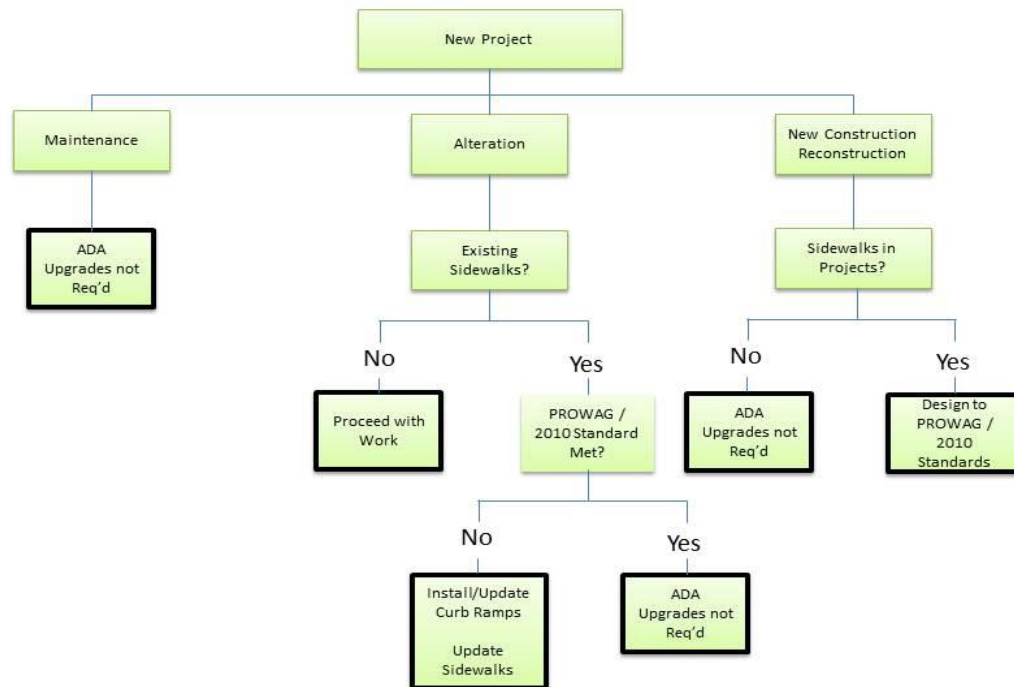 New Project
Maintenance
Alteration
New Construction
Reconstruction
ADA
Upgrades not
Req'd
Existing
Sidewalks?
Sidewalks in
Projects?
No
Yes
No
Yes
Proceed with
Work
PROWAG /
2010 Standard
Met?
ADA
Upgrades not
Req'd
Design to
PROWAG /
2010
Standards
No
Yes
Install/Update
Curb Ramps
Update
Sidewalks
ADA
Upgrades not
Req'd